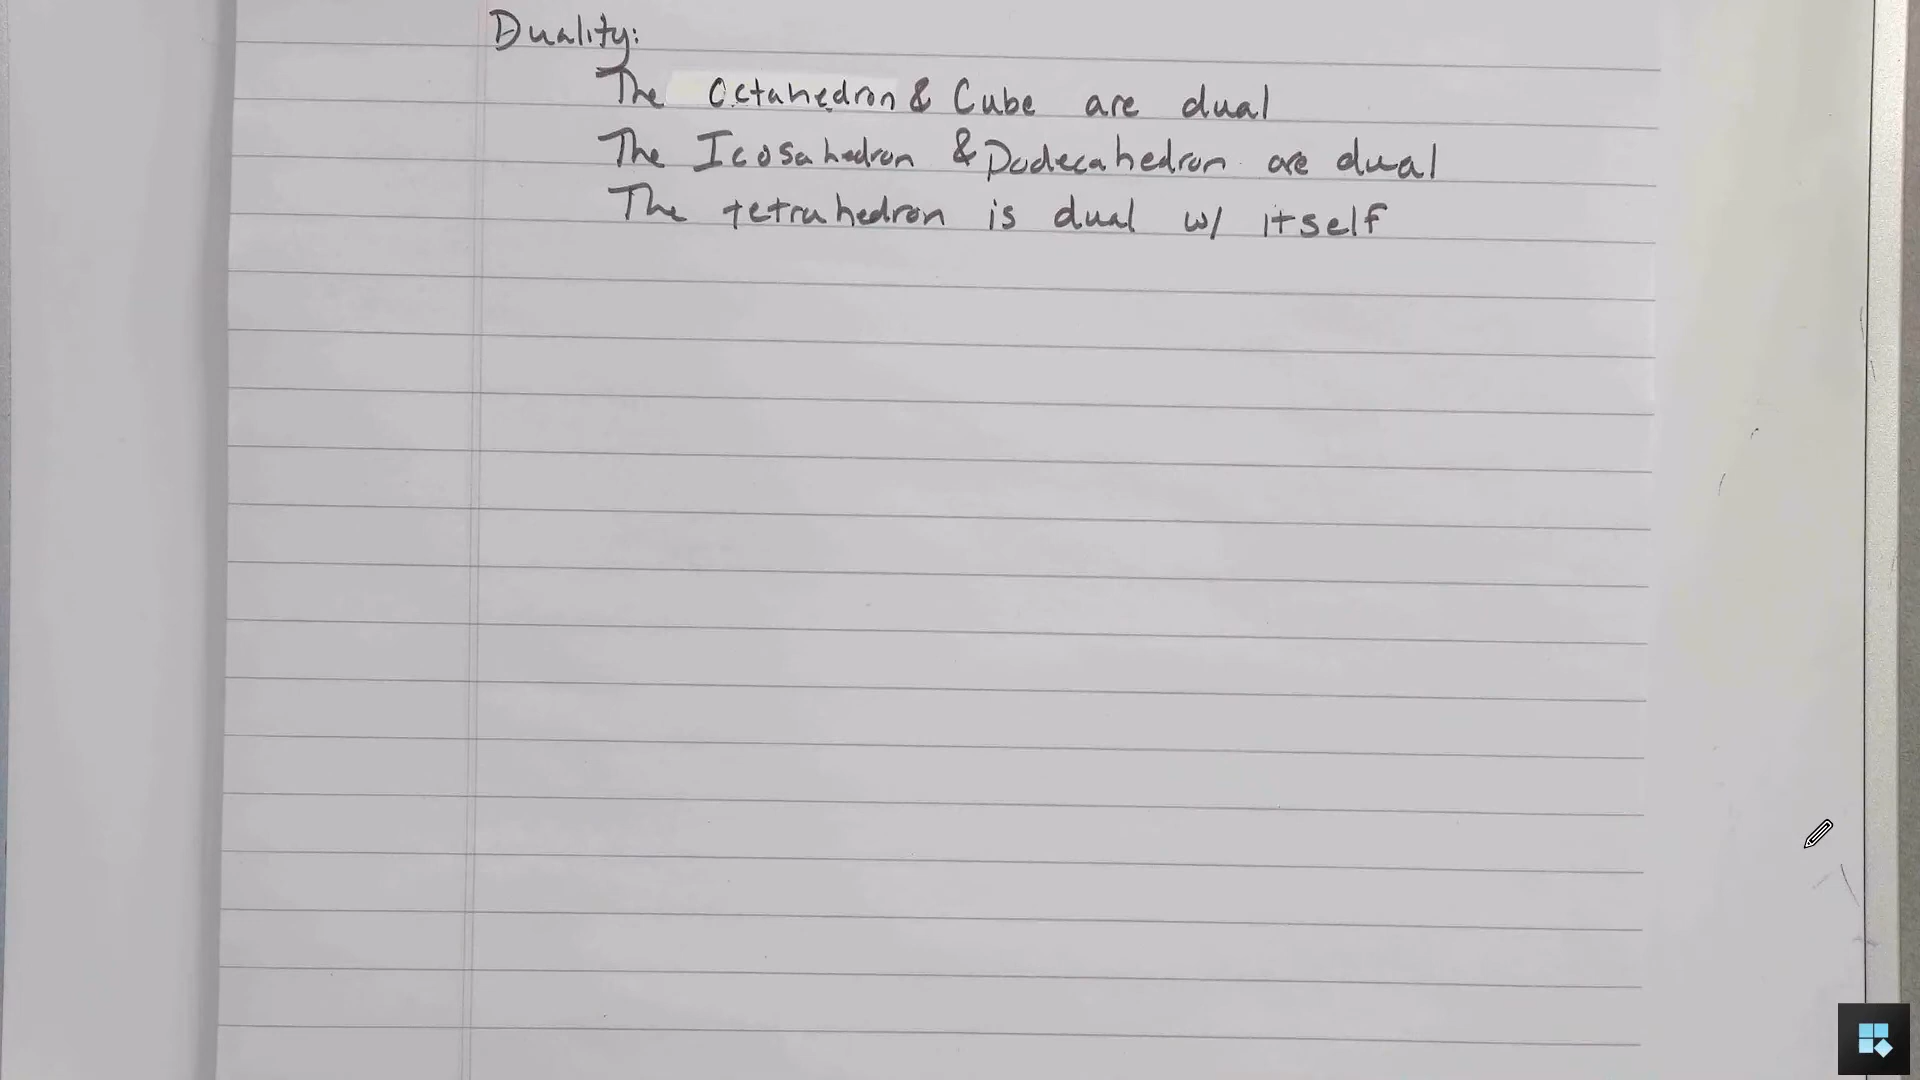 Duality:
The Octahedron & Cube are dual
The Icosahedron & Dodecahedron are dual
The tetrahedron is dual w/ itself